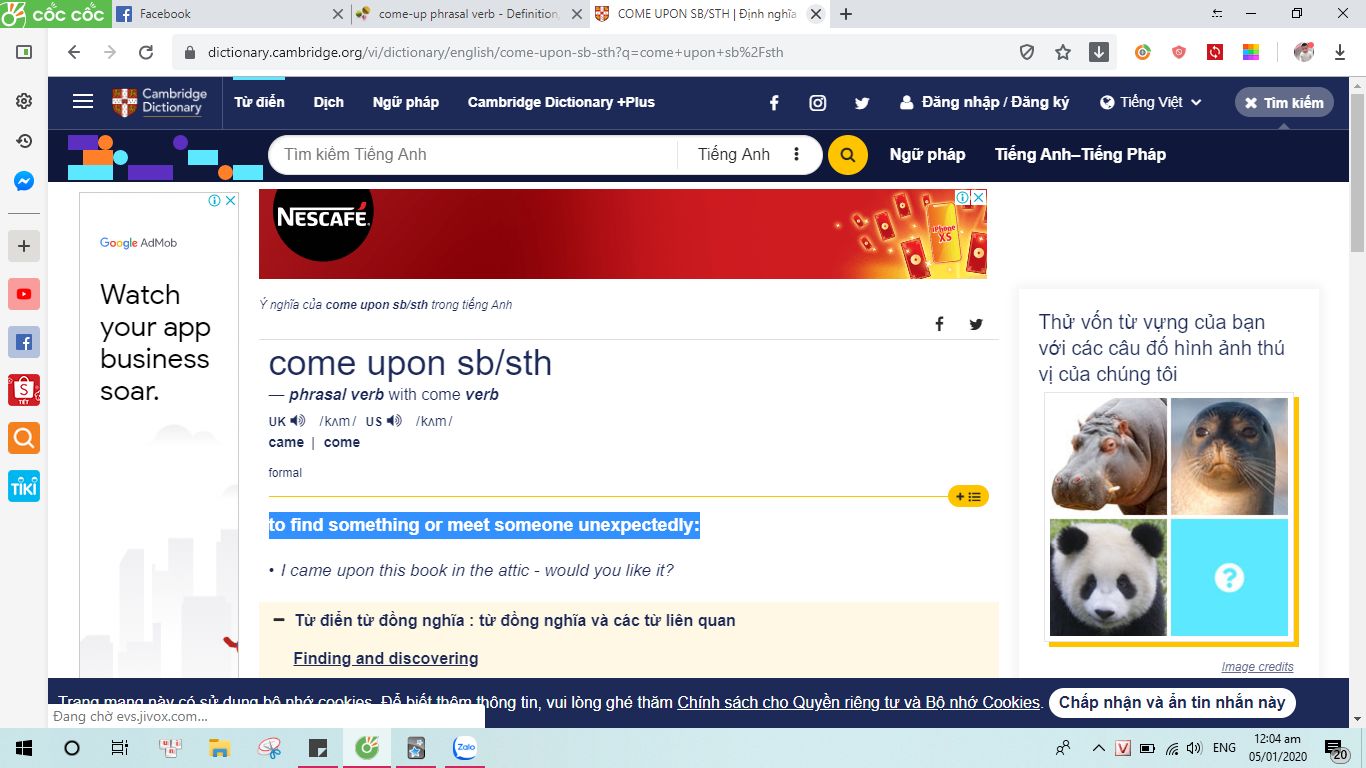 cốc cốc
Facebook
come-up phrasal verb - Definition,
COME UPON SB/STH | Định nghĩa
dictionary.cambridge.org/vi/dictionary/english/come-upon-sb-sth?q=come+upon+sb%2Fsth
Cambridge
Dictionary
Từ điển
Dịch
Ngữ pháp
Cambridge Dictionary +Plus
Đăng nhập / Đăng ký
Tiếng Việt
Tìm kiếm
Tìm kiếm Tiếng Anh
Tiếng Anh
Ngữ pháp
Tiếng Anh–Tiếng Pháp
Google AdMob
Watch
your app
business
soar.
NESCAFÉ.
iPhone
XS
Ý nghĩa của come upon sb/sth trong tiếng Anh
come upon sb/sth
— phrasal verb with come verb
UK /kʌm/ US /kʌm/
came | come
formal
to find something or meet someone unexpectedly:
• I came upon this book in the attic - would you like it?
Từ điển từ đồng nghĩa : từ đồng nghĩa và các từ liên quan
Finding and discovering
Thử vốn từ vựng của bạn
với các câu đố hình ảnh thú
vị của chúng tôi
?
Image credits
Trang mạng này có sử dụng bộ nhớ cookies. Để biết thêm thông tin, vui lòng ghé thăm Chính sách cho Quyền riêng tư và Bộ nhớ Cookies.
Chấp nhận và ẩn tin nhắn này
Đang chờ evs.jivox.com...
TẾT
TIKI
Zalo
ENG
12:04 am
05/01/2020
20